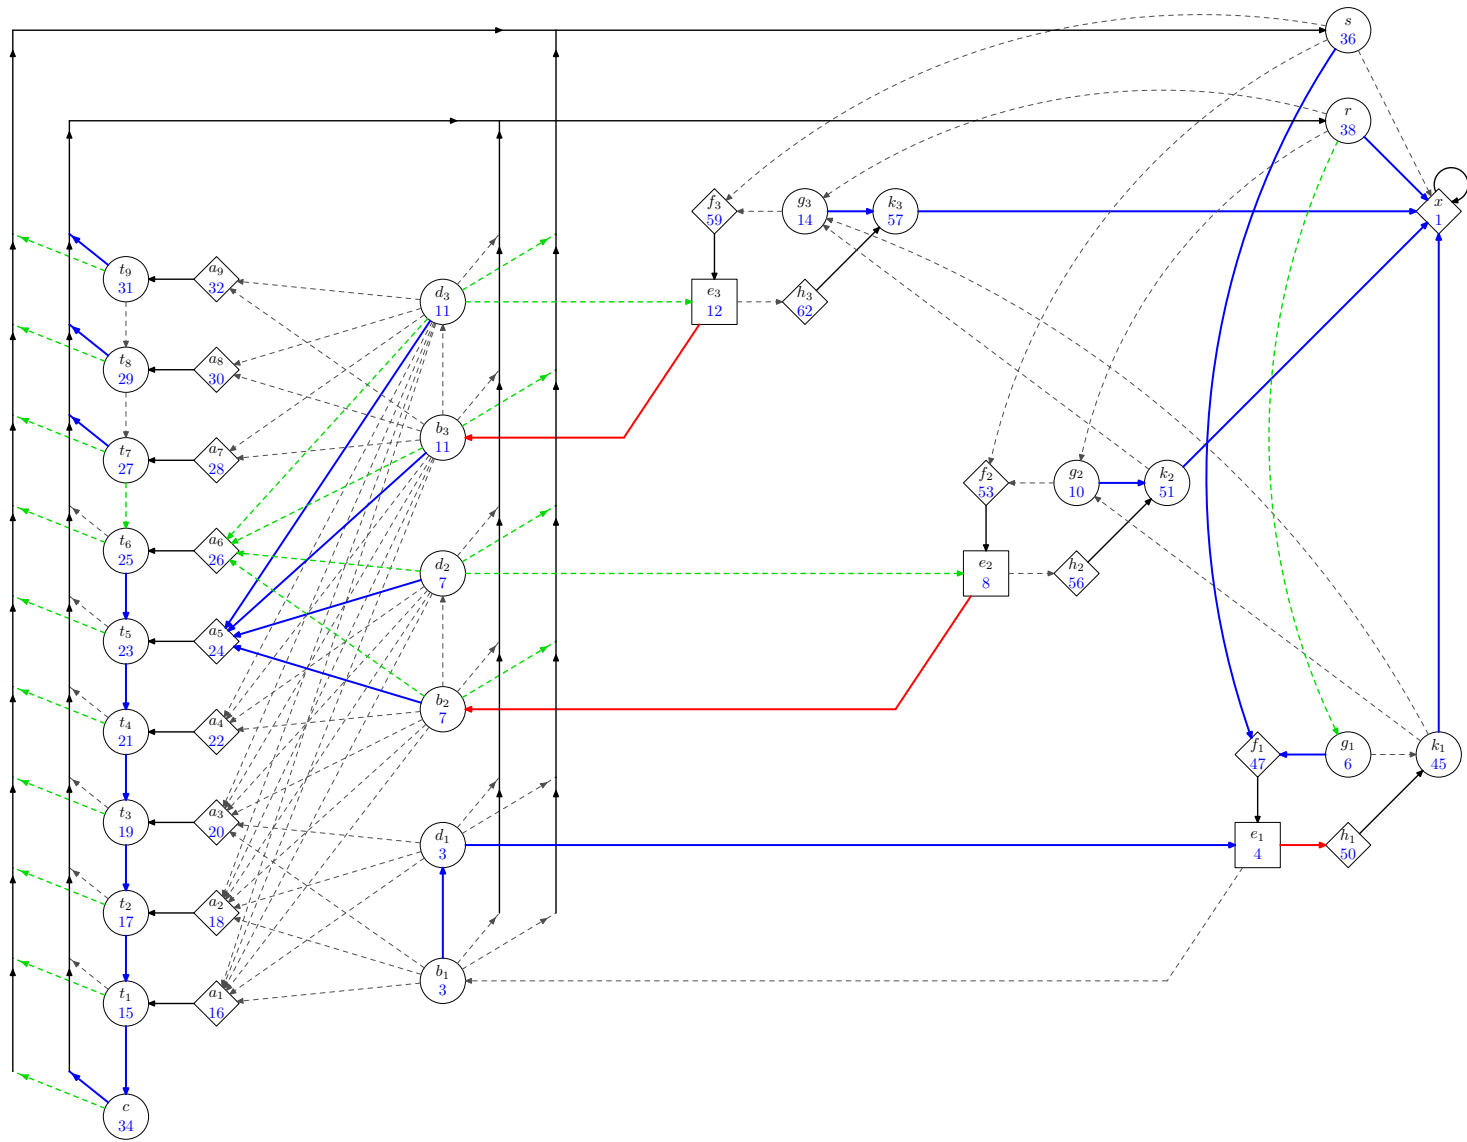 s
36
r
38
x
1
f₃
59
g₃
14
k₃
57
t₉
31
a₉
32
d₃
11
e₃
12
h₃
62
t₈
29
a₈
30
b₃
11
t₇
27
a₇
28
f₂
53
g₂
10
k₂
51
t₆
25
a₆
26
d₂
7
e₂
8
h₂
56
t₅
23
a₅
24
b₂
7
t₄
21
a₄
22
f₁
47
g₁
6
k₁
45
t₃
19
a₃
20
d₁
3
e₁
4
h₁
50
t₂
17
a₂
18
b₁
3
t₁
15
a₁
16
c
34